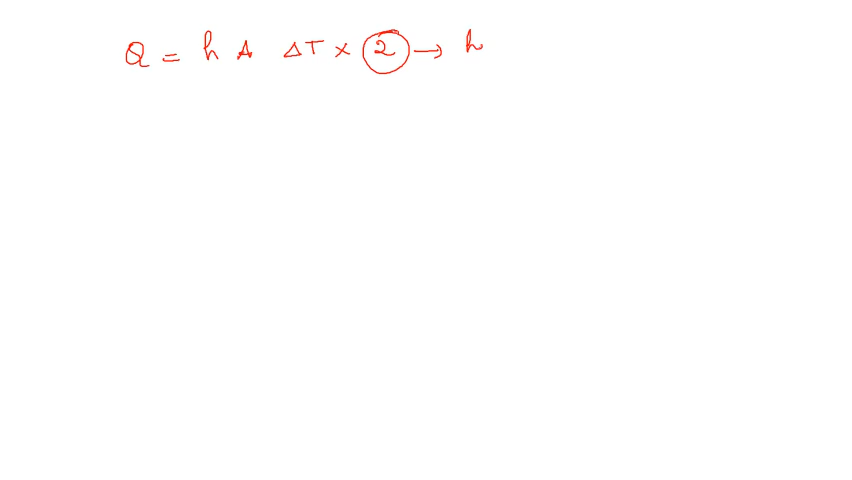 Q = h A ΔT × 2 → h